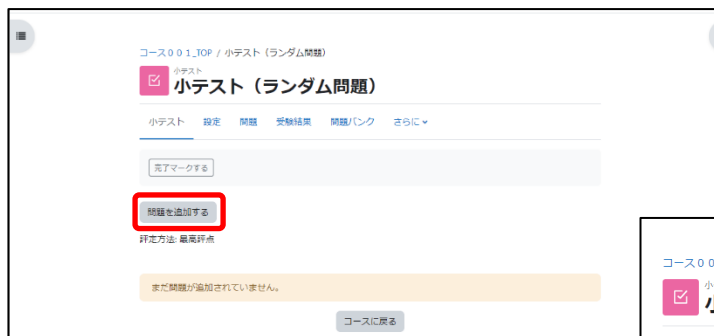 コース００１_TOP / 小テスト（ランダム問題）
小テスト
小テスト（ランダム問題）
小テスト 設定 問題 受験結果 問題バンク さらに
完了マークする
問題を追加する
評定方法: 最高評点
まだ問題が追加されていません。
コースに戻る
コース００